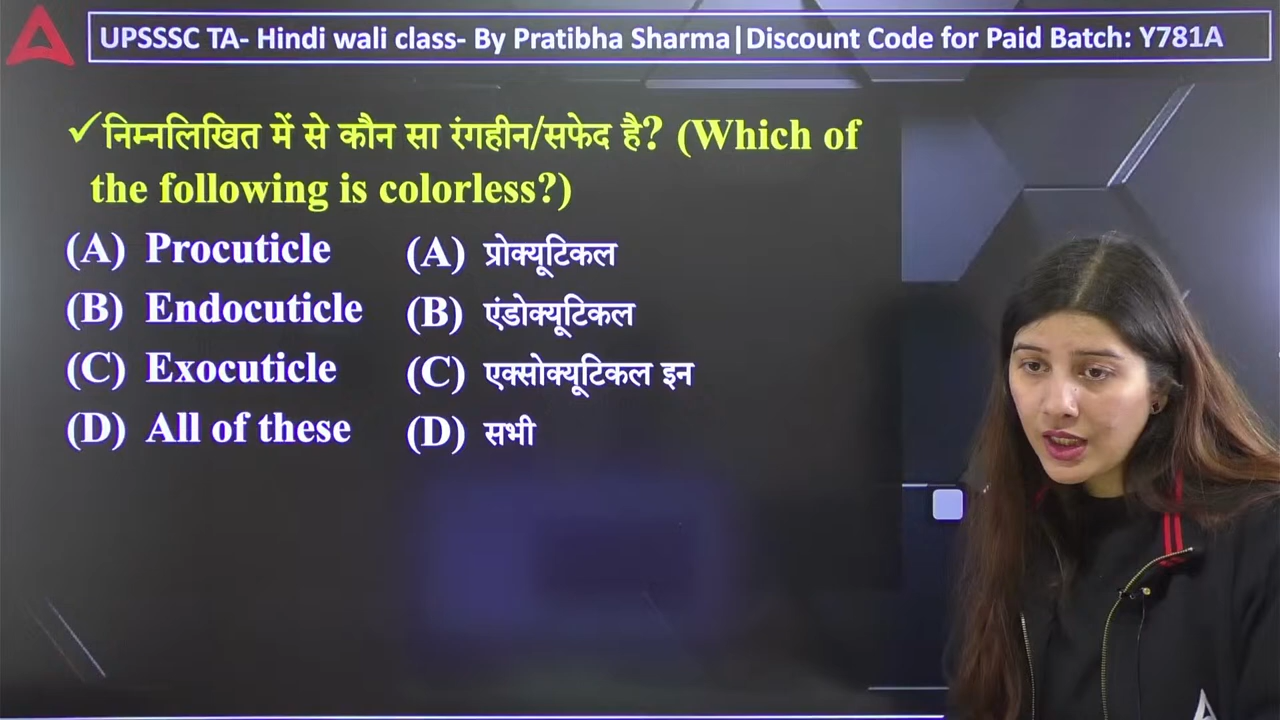 UPSSSC TA- Hindi wali class- By Pratibha Sharma|Discount Code for Paid Batch: Y781A
✓निम्नलिखित में से कौन सा रंगहीन/सफेद है? (Which of
the following is colorless?)
(A) Procuticle (A) प्रोक्यूटिकल
(B) Endocuticle (B) एंडोक्यूटिकल
(C) Exocuticle (C) एक्सोक्यूटिकल इन
(D) All of these (D) सभी